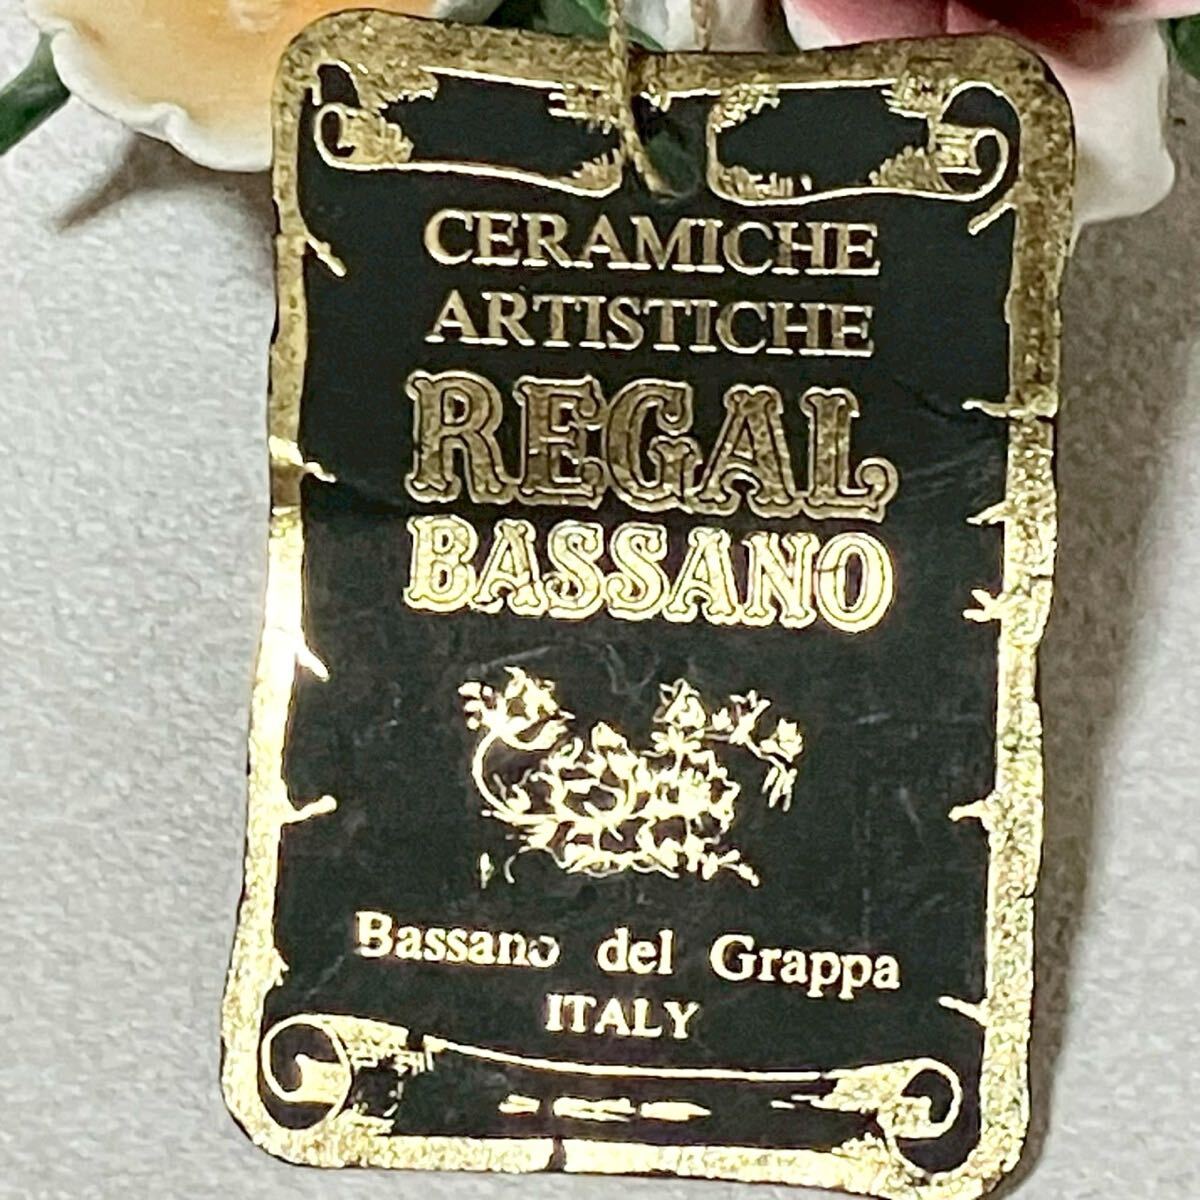 CERAMICHE
ARTISTICHE
REGAL
BASSANO
Bassano del Grappa
ITALY